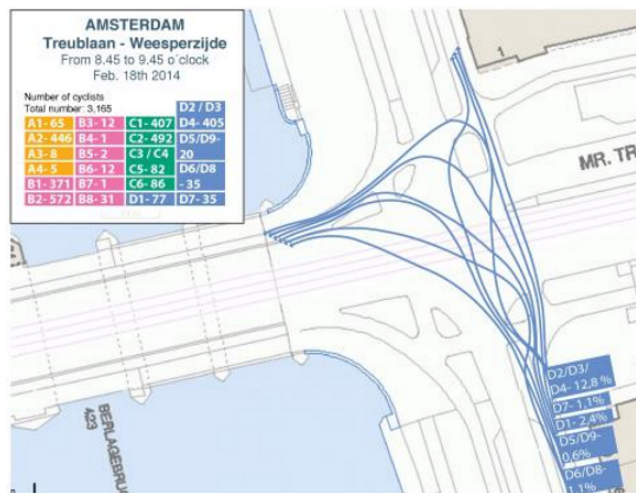 AMSTERDAM
Treublaan - Weesperzijde
From 8.45 to 9.45 o´clock
Feb. 18th 2014
Number of cyclists
Total number: 3,165
A1- 65
A2- 446
A3- 8
A4- 5
B1- 371
B2- 572
B3- 12
B4- 1
B5- 2
B6- 12
B7- 1
B8- 31
C1- 407
C2- 492
C3 / C4
C5- 82
C6- 86
D1- 77
D2 / D3
D4- 405
D5/D9-
20
D6/D8
- 35
D7- 35
1
MR. TR
BERLAGEBRUG
423
D2/D3/
D4- 12,8 %
D7- 1,1%
D1- 2,4%
D5/D9-
0,6%
D6/D8-
1,1%